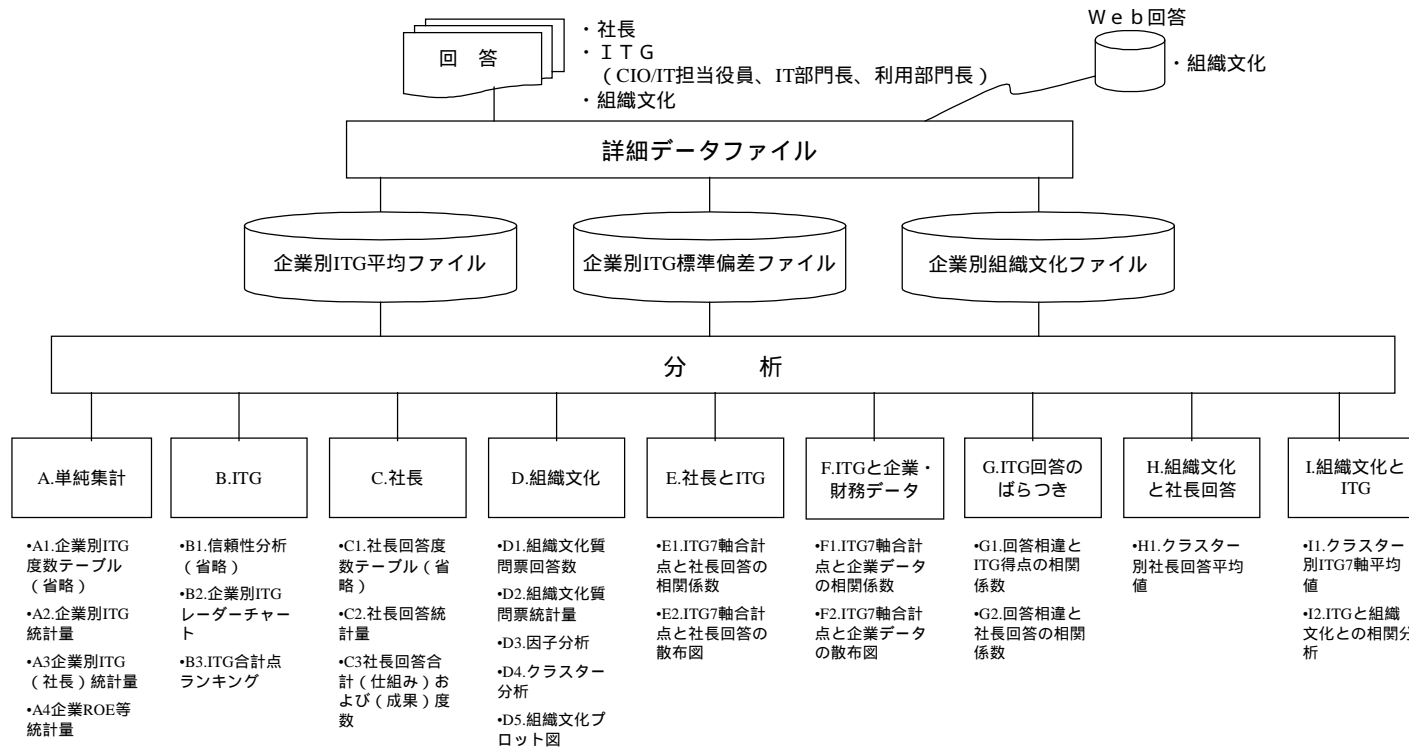 Ｗｅｂ回答
回　答
・社長
・ＩＴＧ
（CIO/IT担当役員、IT部門長、利用部門長）
・組織文化
・組織文化
詳細データファイル
企業別ITG平均ファイル
企業別ITG標準偏差ファイル
企業別組織文化ファイル
分　　　析
A.単純集計
•A1.企業別ITG
度数テーブル
（省略）
•A2.企業別ITG
統計量
•A3企業別ITG
（社長）統計量
•A4企業ROE等
統計量
B.ITG
•B1.信頼性分析
（省略）
•B2.企業別ITG
レーダーチャー
ト
•B3.ITG合計点
ランキング
C.社長
•C1.社長回答度
数テーブル（省
略）
•C2.社長回答統
計量
•C3社長回答合
計（仕組み）お
よび（成果）度
数
D.組織文化
•D1.組織文化質
問票回答数
•D2.組織文化質
問票統計量
•D3.因子分析
•D4.クラスター
分析
•D5.組織文化プ
ロット図
E.社長とITG
•E1.ITG7軸合計
点と社長回答の
相関係数
•E2.ITG7軸合計
点と社長回答の
散布図
F.ITGと企業・
財務データ
•F1.ITG7軸合計
点と企業データ
の相関係数
•F2.ITG7軸合計
点と企業データ
の散布図
G.ITG回答の
ばらつき
•G1.回答相違と
ITG得点の相関
係数
•G2.回答相違と
社長回答の相関
係数
H.組織文化
と社長回答
•H1.クラスター
別社長回答平均
値
I.組織文化と
ITG
•I1.クラスター
別ITG7軸平均
値
•I2.ITGと組織
文化との相関分
析